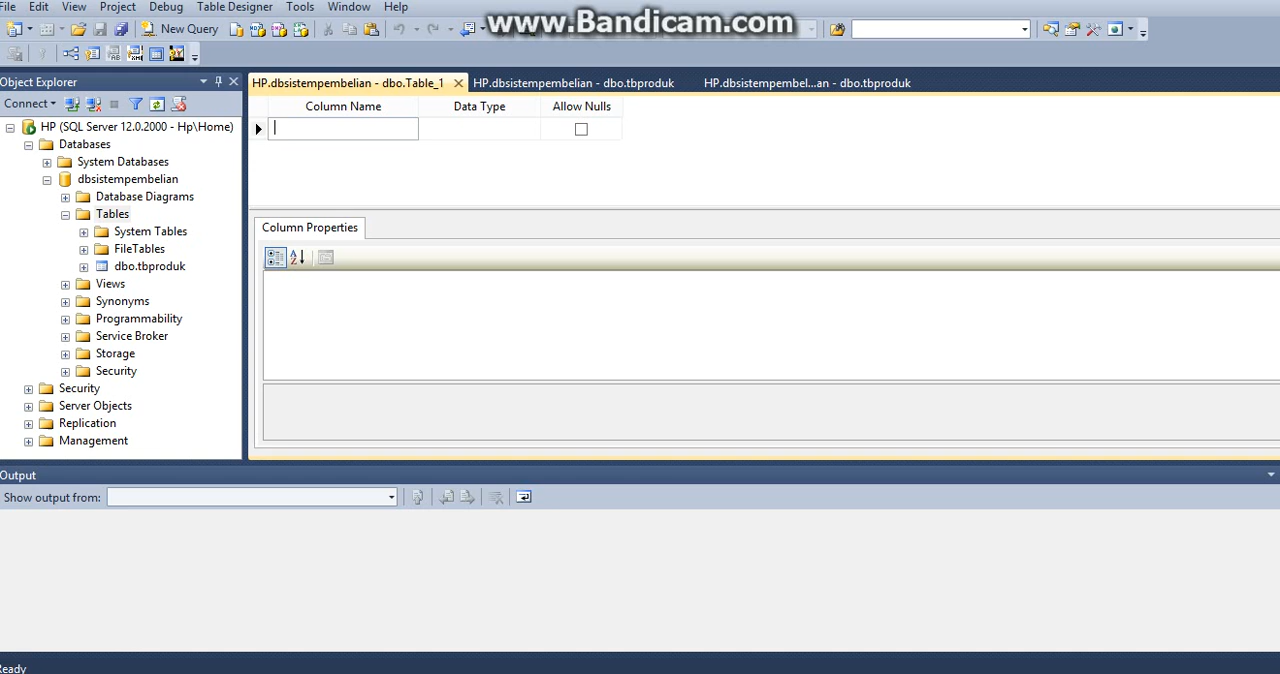 File Edit View Project Debug Table Designer Tools Window Help
www.Bandicam.com
New Query
Object Explorer
HP.dbsistempembelian - dbo.Table_1
HP.dbsistempembelian - dbo.tbproduk
HP.dbsistempembel...an - dbo.tbproduk
Connect
Column Name Data Type Allow Nulls
HP (SQL Server 12.0.2000 - Hp\Home)
Databases
System Databases
dbsistempembelian
Database Diagrams
Tables
System Tables
FileTables
dbo.tbproduk
Views
Synonyms
Programmability
Service Broker
Storage
Security
Security
Server Objects
Replication
Management
Column Properties
Output
Show output from:
Ready